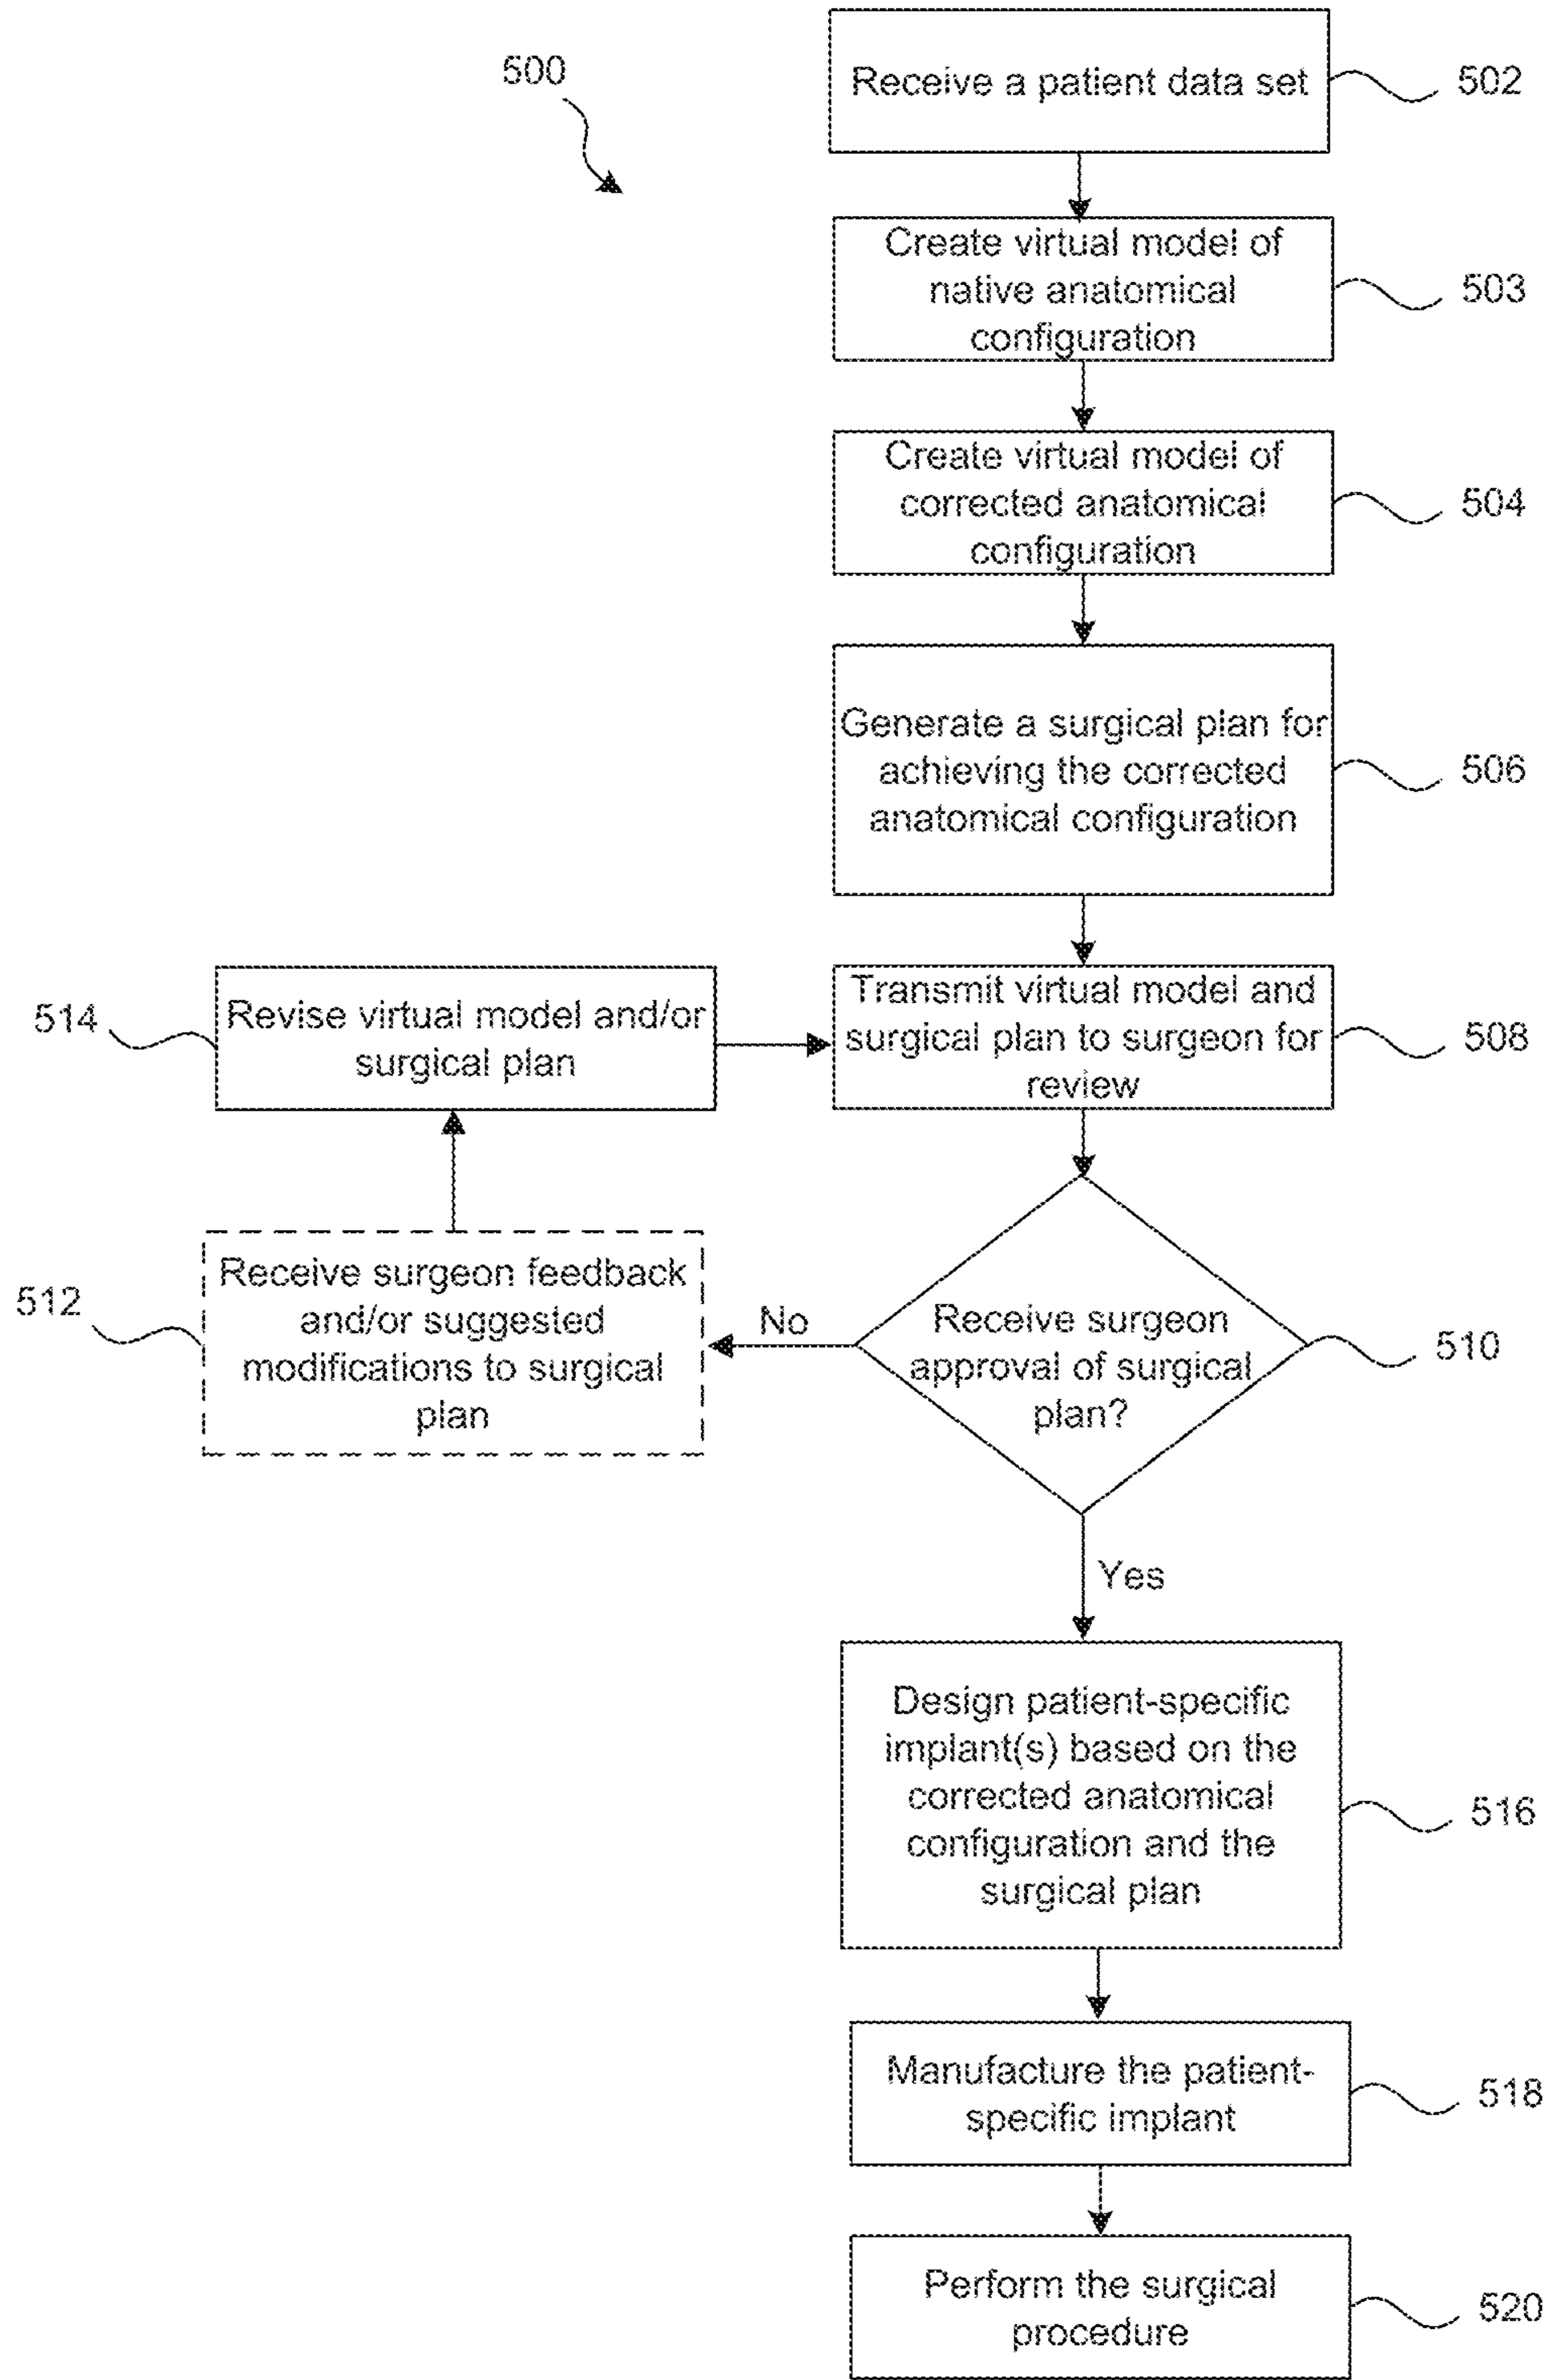 500
Receive a patient data set
502
Create virtual model of
native anatomical
configuration
503
Create virtual model of
corrected anatomical
configuration
504
Generate a surgical plan for
achieving the corrected
anatomical configuration
506
Transmit virtual model and
surgical plan to surgeon for
review
508
514
Revise virtual model and/or
surgical plan
512
Receive surgeon feedback
and/or suggested
modifications to surgical
plan
No
Receive surgeon
approval of surgical
plan?
510
Yes
Design patient-specific
implant(s) based on the
corrected anatomical
configuration and the
surgical plan
516
Manufacture the patient-
specific implant
518
Perform the surgical
procedure
520